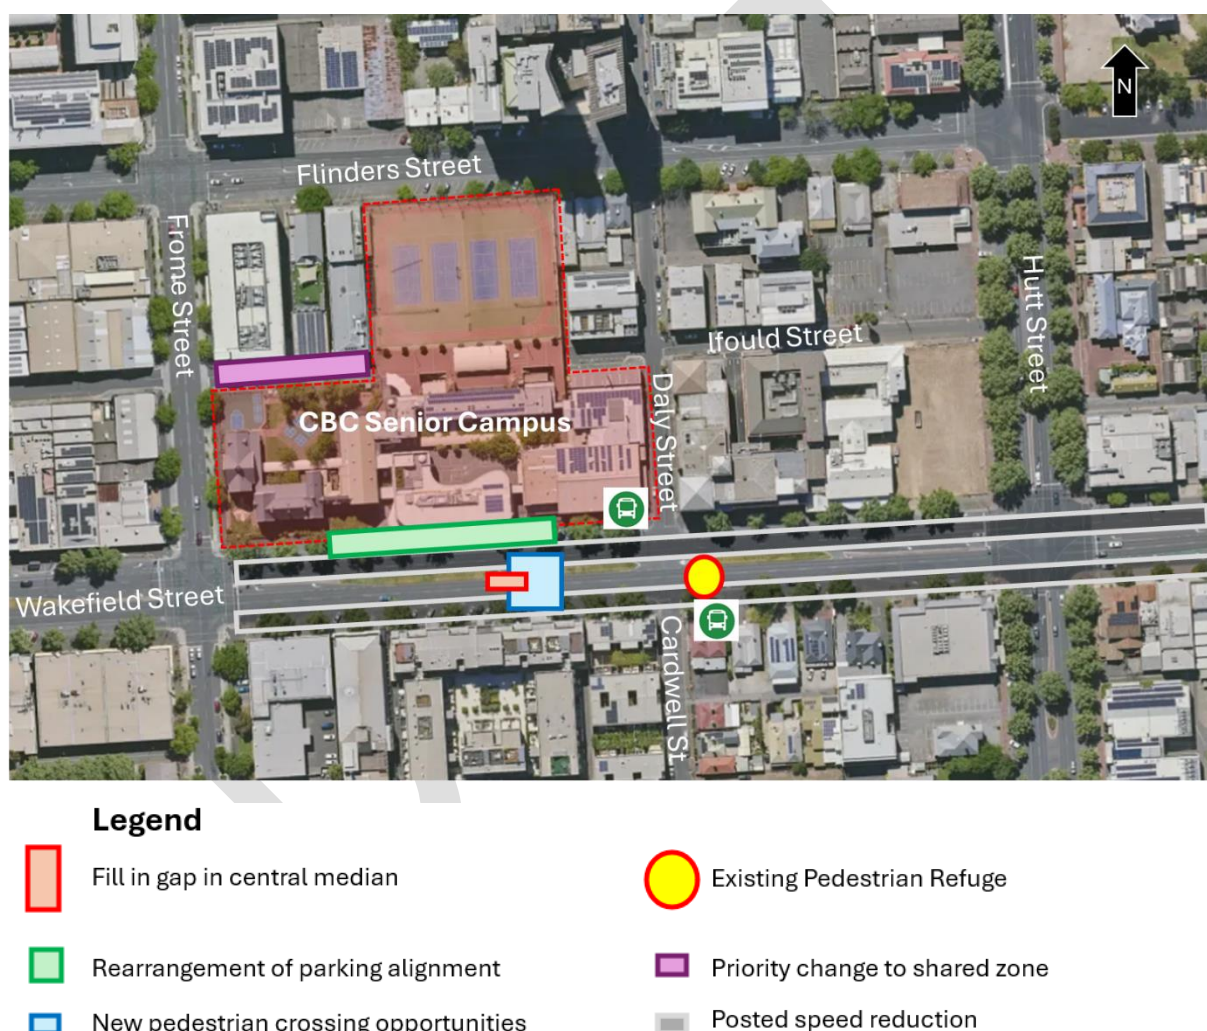 N
Flinders Street
Frome Street
Hutt Street
Ifould Street
Daly Street
CBC Senior Campus
Wakefield Street
Cardwell St
Legend
Fill in gap in central median
Existing Pedestrian Refuge
Rearrangement of parking alignment
Priority change to shared zone
New pedestrian crossing opportunities
Posted speed reduction